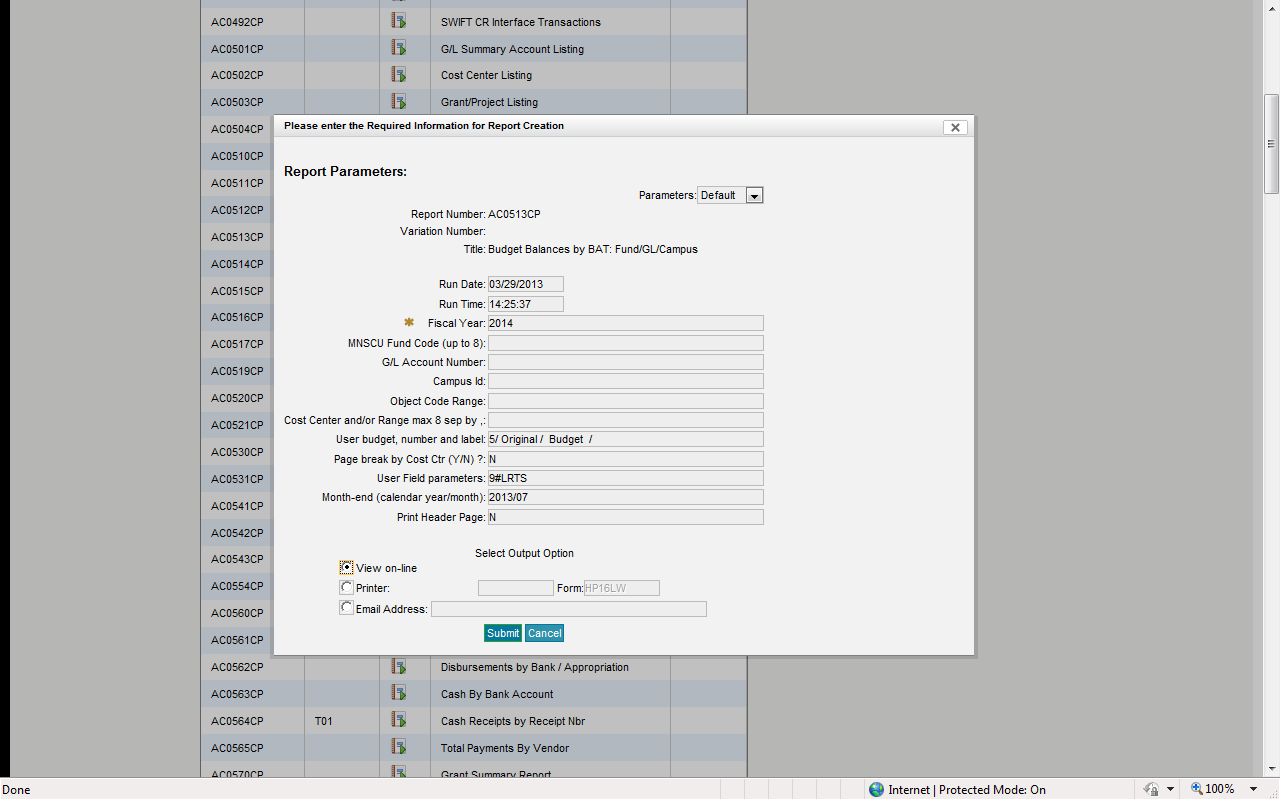 AC0492CP SWIFT CR Interface Transactions
AC0501CP G/L Summary Account Listing
AC0502CP Cost Center Listing
AC0503CP Grant/Project Listing
AC0504CP
AC0510CP
AC0511CP
AC0512CP
AC0513CP
AC0514CP
AC0515CP
AC0516CP
AC0517CP
AC0519CP
AC0520CP
AC0521CP
AC0530CP
AC0531CP
AC0541CP
AC0542CP
AC0543CP
AC0554CP
AC0560CP
AC0561CP
Please enter the Required Information for Report Creation
Report Parameters:
Parameters: Default
Report Number: AC0513CP
Variation Number:
Title: Budget Balances by BAT: Fund/GL/Campus
Run Date: 03/29/2013
Run Time: 14:25:37
Fiscal Year: 2014
MNSCU Fund Code (up to 8):
G/L Account Number:
Campus Id:
Object Code Range:
Cost Center and/or Range max 8 sep by ,:
User budget, number and label: 5/ Original / Budget /
Page break by Cost Ctr (Y/N) ?: N
User Field parameters: 9#LRTS
Month-end (calendar year/month): 2013/07
Print Header Page: N
Select Output Option
View on-line
Printer: Form: HP16LW
Email Address:
Submit Cancel
AC0562CP Disbursements by Bank / Appropriation
AC0563CP Cash By Bank Account
AC0564CP T01 Cash Receipts by Receipt Nbr
AC0565CP Total Payments By Vendor
AC0570CP Grant Summary Report
Done Internet | Protected Mode: On 100%